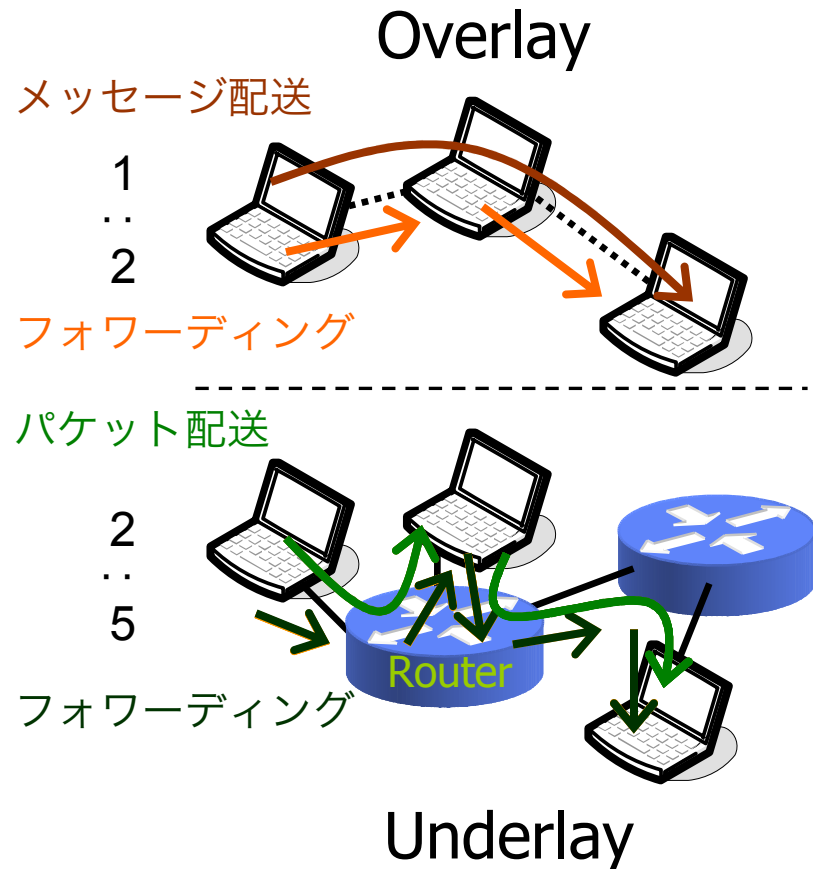 Overlay
メッセージ配送
1
:
2
フォワーディング
パケット配送
2
:
5
Router
フォワーディング
Underlay